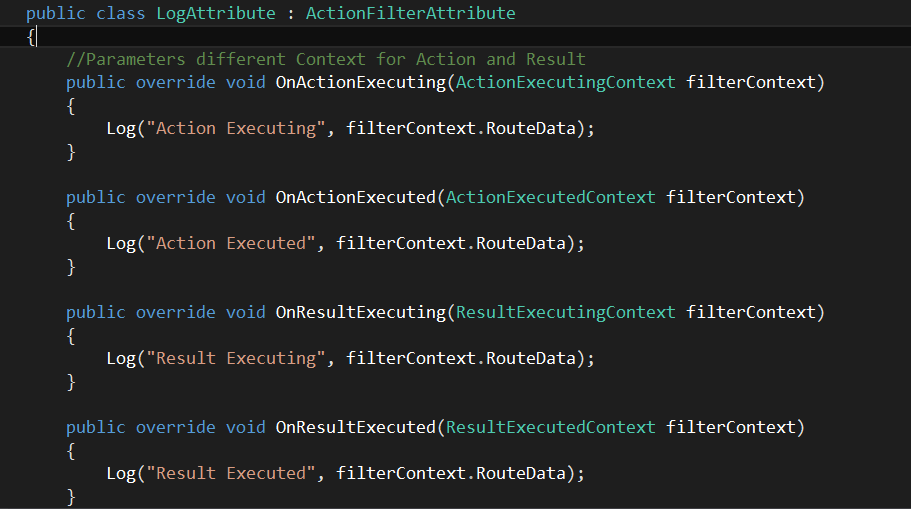 public class LogAttribute : ActionFilterAttribute
{
    //Parameters different Context for Action and Result
    public override void OnActionExecuting(ActionExecutingContext filterContext)
    {
        Log("Action Executing", filterContext.RouteData);
    }

    public override void OnActionExecuted(ActionExecutedContext filterContext)
    {
        Log("Action Executed", filterContext.RouteData);
    }

    public override void OnResultExecuting(ResultExecutingContext filterContext)
    {
        Log("Result Executing", filterContext.RouteData);
    }

    public override void OnResultExecuted(ResultExecutedContext filterContext)
    {
        Log("Result Executed", filterContext.RouteData);
    }